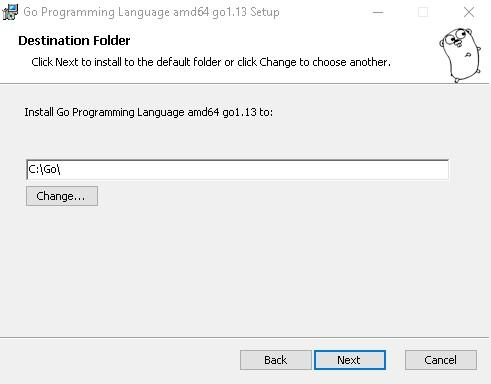 Go Programming Language amd64 go1.13 Setup
Destination Folder
Click Next to install to the default folder or click Change to choose another.
Install Go Programming Language amd64 go1.13 to:
C:\Go\
Change...
Back Next Cancel